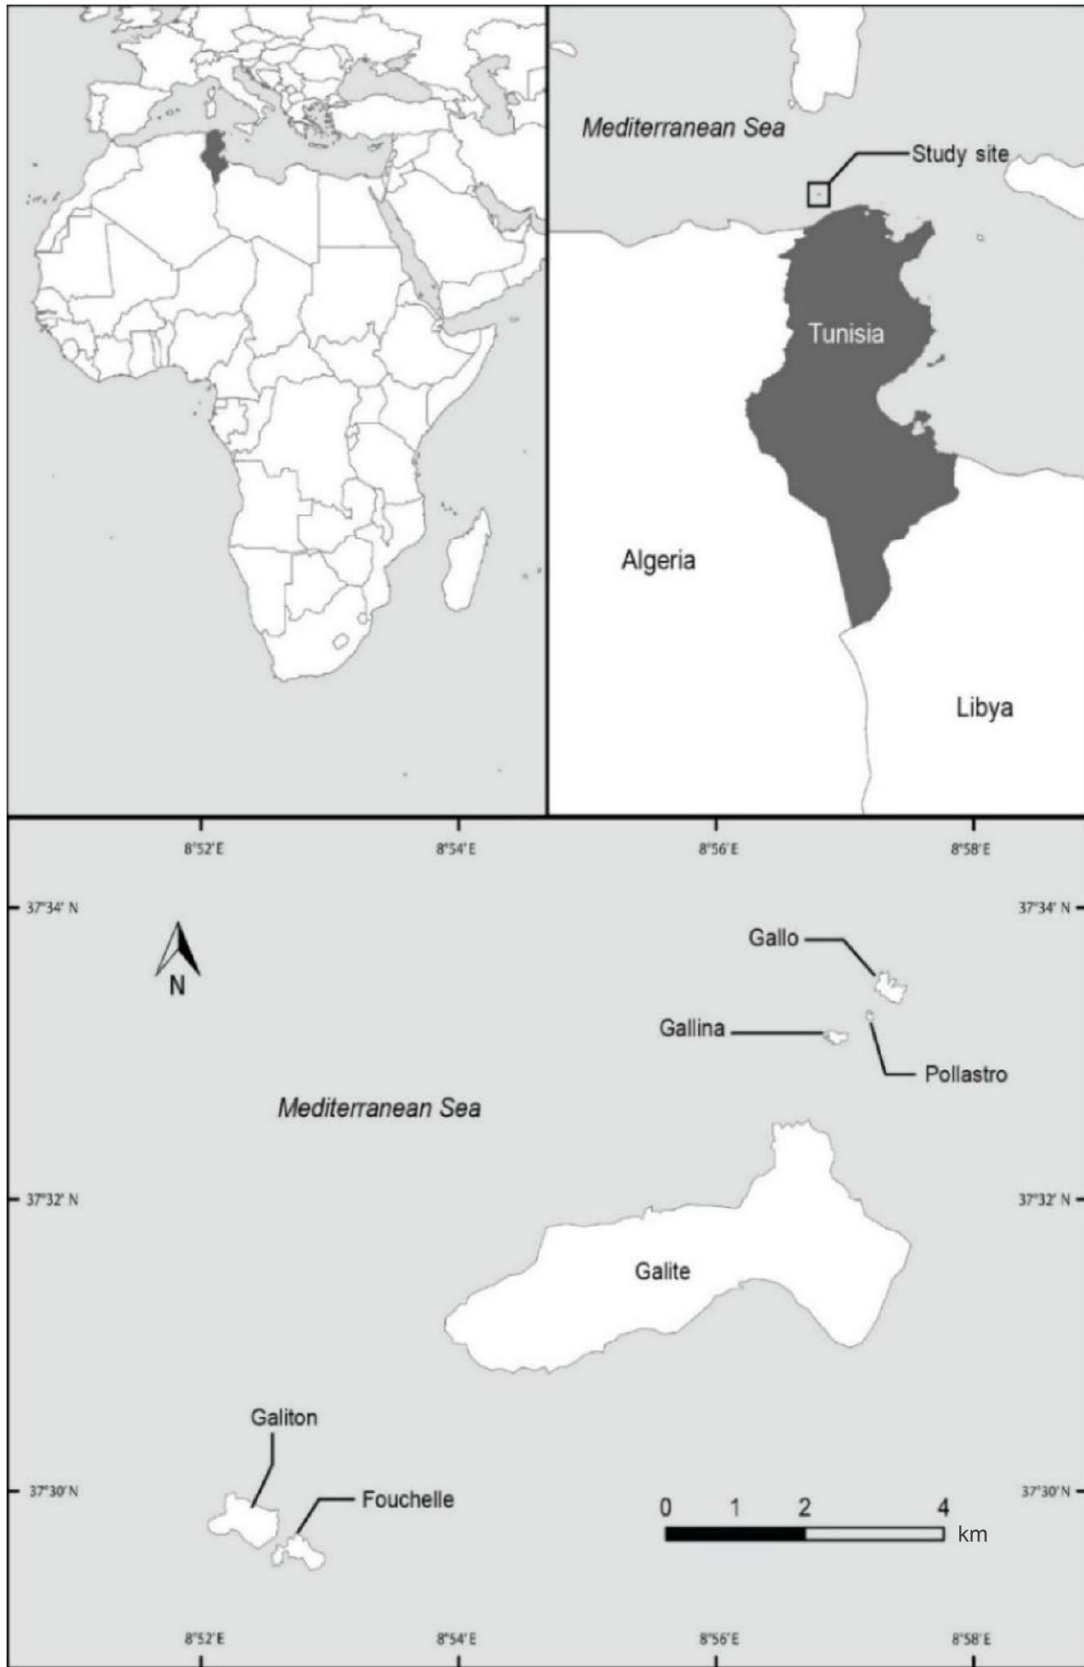 Mediterranean Sea
Study site
Tunisia
Algeria
Libya
8°52'E
8°54'E
8°56'E
8°58'E
37°34' N
37°34' N
Gallo
N
Gallina
Pollastro
Mediterranean Sea
37°32' N
37°32' N
Galite
Galiton
37°30' N
37°30' N
Fouchelle
0 1 2 4
km
8°52'E
8°54'E
8°56'E
8°58'E